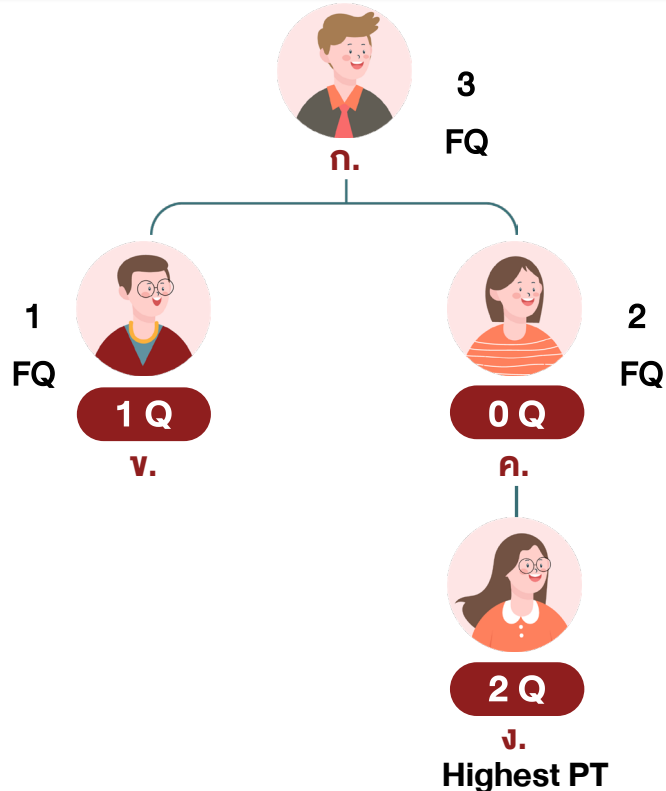 3
FQ
ก.
1
FQ
2
FQ
1 Q
0 Q
ข.
ค.
2 Q
ง.
Highest PT